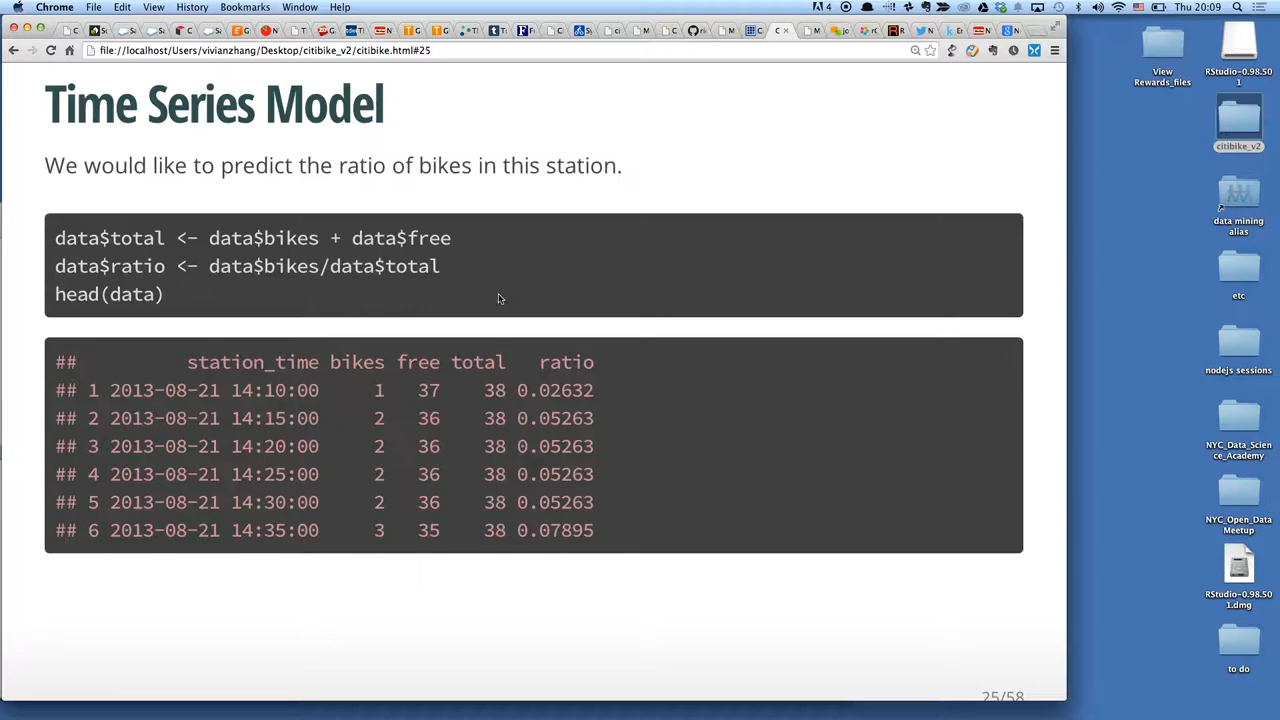 Chrome File Edit View History Bookmarks Window Help
4
Thu 20:09
file://localhost/Users/vivianzhang/Desktop/citibike_v2/citibike.html#25
Time Series Model
We would like to predict the ratio of bikes in this station.
data$total <- data$bikes + data$free
data$ratio <- data$bikes/data$total
head(data)
## station_time bikes free total ratio
## 1 2013-08-21 14:10:00 1 37 38 0.02632
## 2 2013-08-21 14:15:00 2 36 38 0.05263
## 3 2013-08-21 14:20:00 2 36 38 0.05263
## 4 2013-08-21 14:25:00 2 36 38 0.05263
## 5 2013-08-21 14:30:00 2 36 38 0.05263
## 6 2013-08-21 14:35:00 3 35 38 0.07895
25/58
View
Rewards_files
RStudio-0.98.50
1
citibike_v2
data mining
alias
etc
nodejs sessions
NYC_Data_Scien
ce_Academy
NYC_Open_Data
Meetup
RStudio-0.98.50
1.dmg
to do